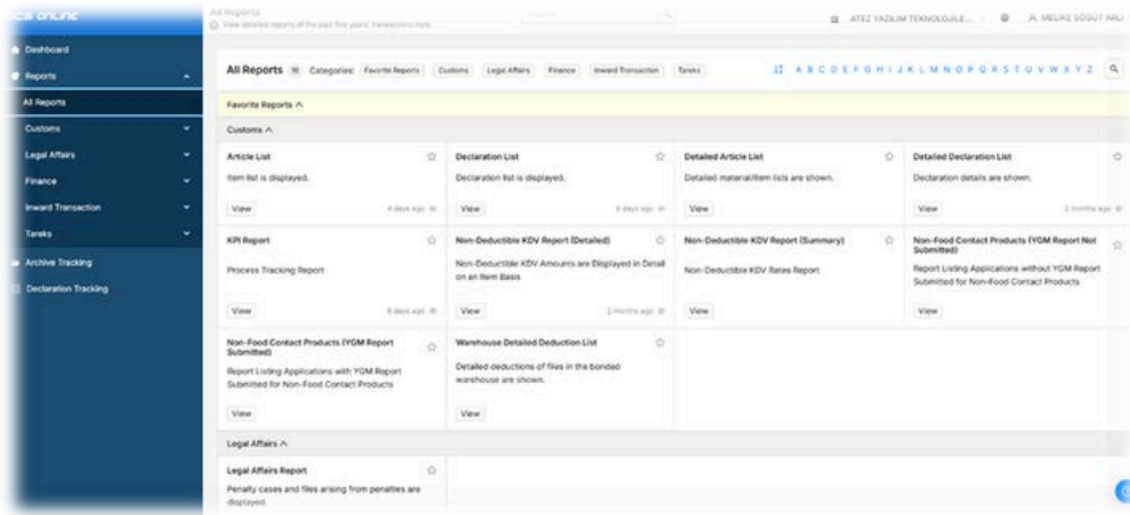 All Reports
View detailed reports of the past five years' transactions here
ATEZ YAZILIM TEKNOLOJİLE...
Dashboard
Reports
All Reports
Customs
Legal Affairs
Finance
Inward Transaction
Tareks
Archive Tracking
Declaration Tracking
All Reports Categories: Favorite Reports Customs Legal Affairs Finance Inward Transaction Tareks A B C D E F G H I J K L M N O P Q R S T U V W X Y Z
Favorite Reports
Customs
Article List
Item list is displayed.
View 4 days ago
Declaration List
Declaration list is displayed.
View days ago
Detailed Article List
Detailed material/item lists are shown.
View
Detailed Declaration List
Declaration details are shown.
View 2 months ago
KPI Report
Process Tracking Report
View days ago
Non-Deductible KDV Report (Detailed)
Non-Deductible KDV Amounts are Displayed in Detail
on an Item Basis
View 2 months ago
Non-Deductible KDV Report (Summary)
Non-Deductible KDV Rates Report
View
Non-Food Contact Products (YGM Report Not
Submitted)
Report Listing Applications without YGM Report
Submitted for Non-Food Contact Products
View
Non-Food Contact Products (YGM Report
Submitted)
Report Listing Applications with YGM Report
Submitted for Non-Food Contact Products
View
Warehouse Detailed Deduction List
Detailed deductions of files in the bonded
warehouse are shown.
View
Legal Affairs
Legal Affairs Report
Penalty cases and files arising from penalties are
displayed.